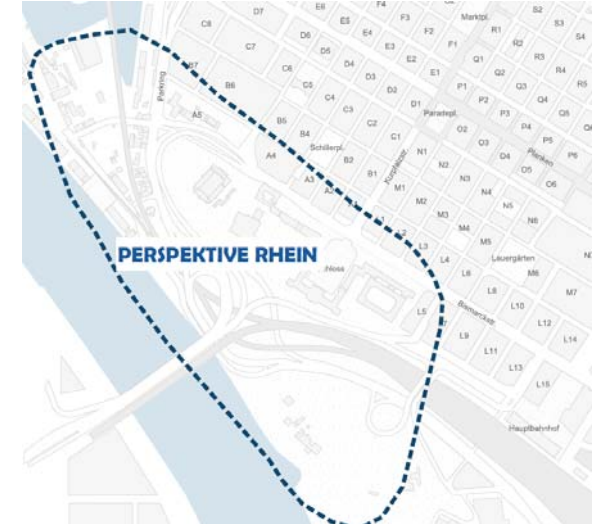 D7
E6
F4
Marktpl.
S2
C8
D6
E5
F3
R1
S3
C7
E4
F2
R2
S4
D5
E3
F1
Q1
R3
B7
C6
D4
E2
Q2
R4
B6
C5
D3
E1
P1
Q3
R5
Parkring
C4
D2
P2
Q4
A5
C3
D1
Paradepl.
P3
Q5
B5
C2
O2
P4
B4
C1
O3
P5
Schillerpl.
N1
D4
Planken
P6
A4
B2
Kurpfalzstr.
N2
O5
A3
B1
N3
O6
A2
M1
N4
L1
M2
N5
L2
M3
N6
L3
M4
PERSPEKTIVE RHEIN
L4
M5
Lauergärten
L6
M6
L8
M7
L5
Bismarckstr.
L10
L12
L9
L14
L11
L13
L15
Hauptbahnhof